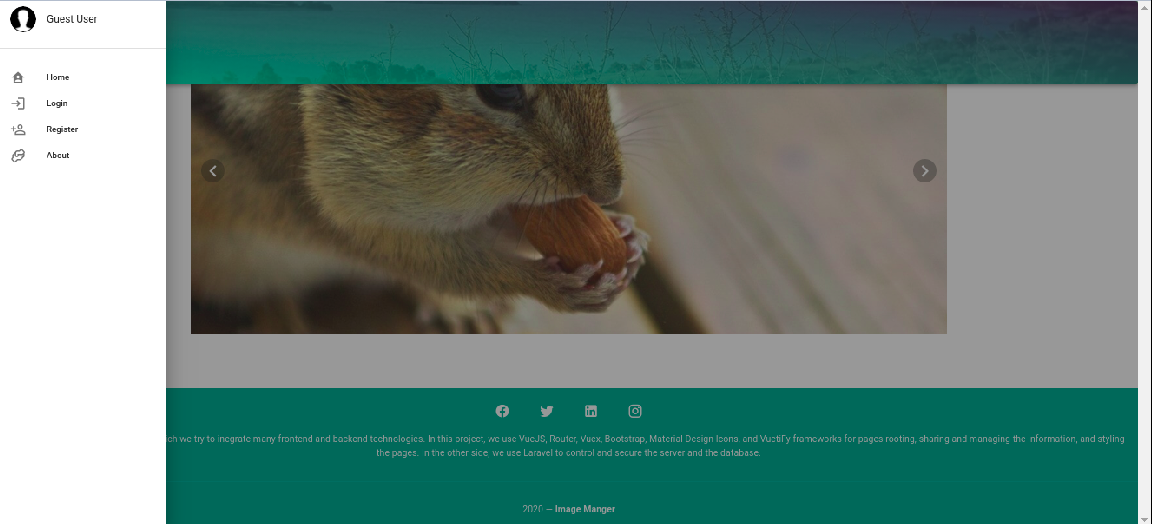 Guest User
Home
Login
Register
About
ch we try to inegrate many frontend and backend technologies. In this project, we use VueJS, Router, Vuex, Bootstrap, Material Design Icons, and Vuetify frameworks for pages rooting, sharing and managing the information, and styling
the pages. In the other side, we use Laravel to control and secure the server and the database.
2020 — Image Manger